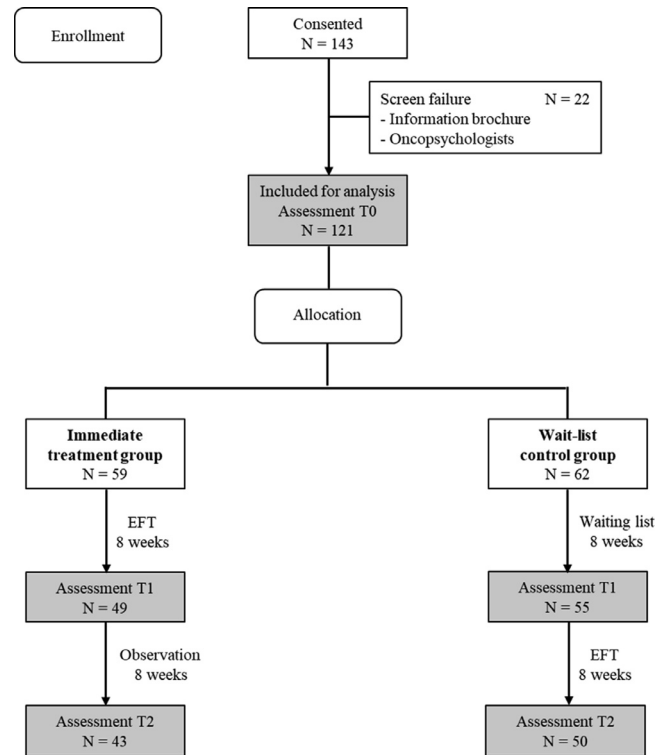 Enrollment
Consented
N = 143
Screen failure N = 22
- Information brochure
- Oncopsychologists
Included for analysis
Assessment T0
N = 121
Allocation
Immediate
treatment group
N = 59
Wait-list
control group
N = 62
EFT
8 weeks
Waiting list
8 weeks
Assessment T1
N = 49
Assessment T1
N = 55
Observation
8 weeks
EFT
8 weeks
Assessment T2
N = 43
Assessment T2
N = 50